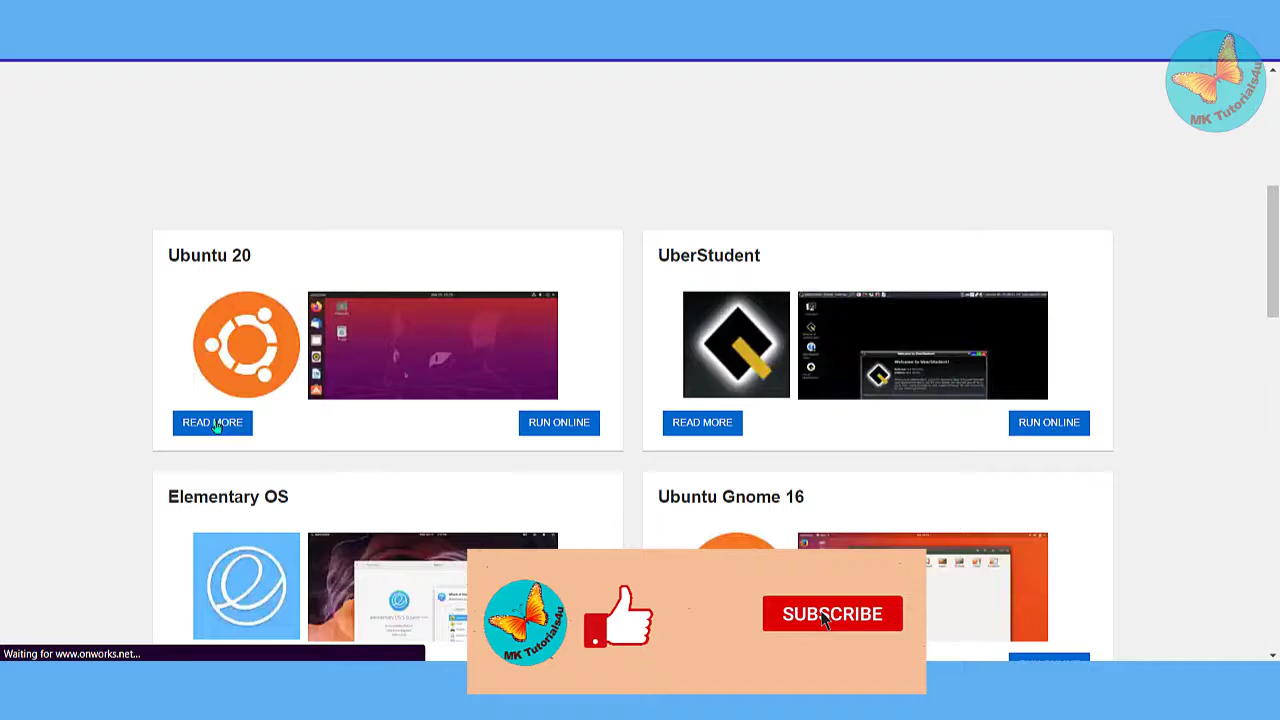 MK Tutorials4u
Ubuntu 20
UberStudent
READ MORE
RUN ONLINE
READ MORE
RUN ONLINE
Elementary OS
Ubuntu Gnome 16
MK Tutorials4u
SUBSCRIBE
Waiting for www.onworks.net...